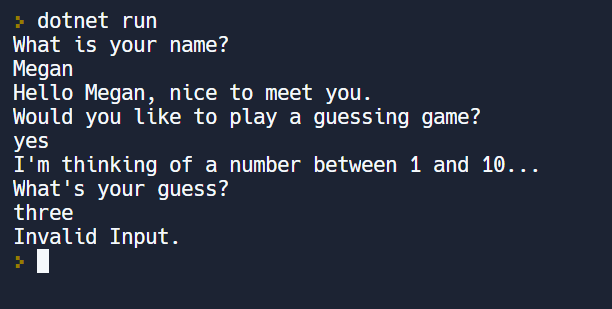 > dotnet run
What is your name?
Megan
Hello Megan, nice to meet you.
Would you like to play a guessing game?
yes
I'm thinking of a number between 1 and 10...
What's your guess?
three
Invalid Input.
>